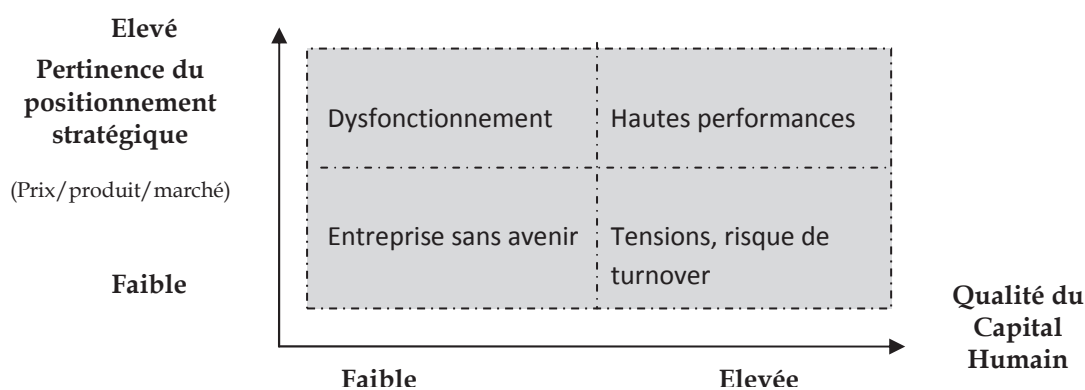 Elevé
Pertinence du
positionnement
stratégique
(Prix/produit/marché)
Faible
Dysfonctionnement
Hautes performances
Entreprise sans avenir
Tensions, risque de
turnover
Qualité du
Capital
Humain
Faible
Elevée